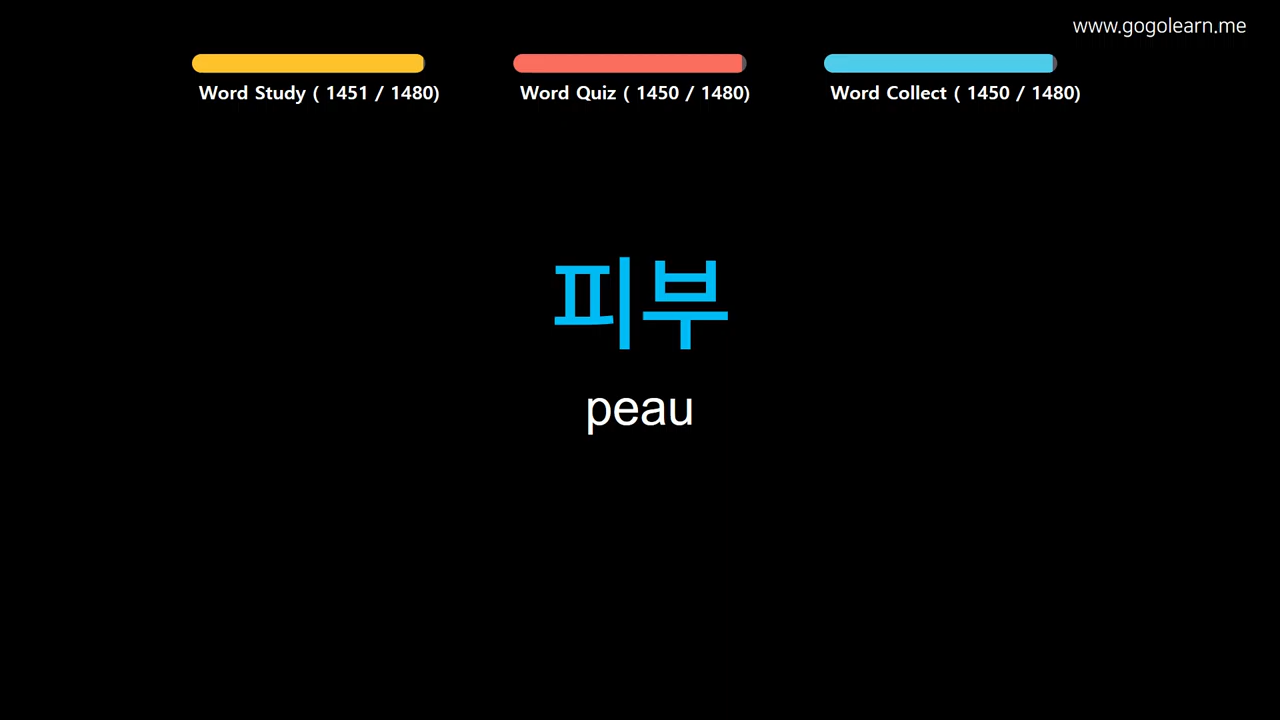 www.gogolearn.me
Word Study ( 1451 / 1480)
Word Quiz ( 1450 / 1480)
Word Collect ( 1450 / 1480)
피부
peau